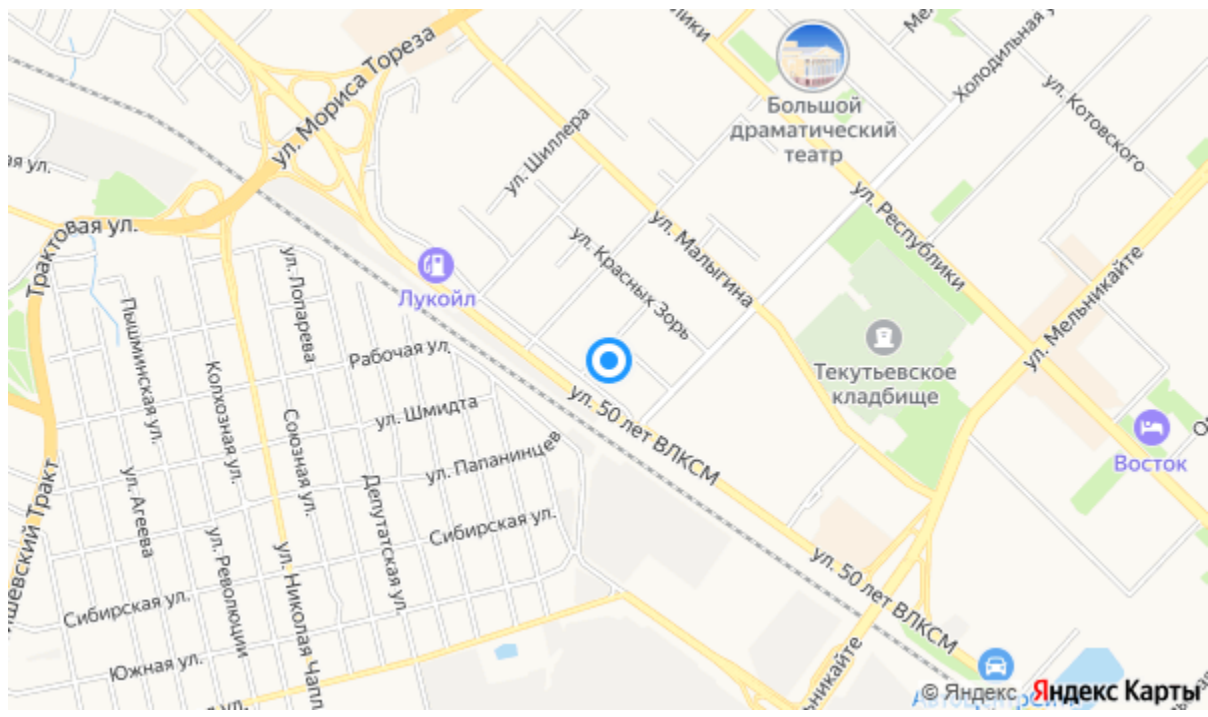 ул. Мориса Тореза
Большой
драматический
театр
Холодильная
ул. Котовского
ул. Шиллера
ул. Малыгина
ул. Республики
ул. Мельникайте
Трактовая ул.
ул. Красных Зорь
Лукойл
ул. Лопарева
Пышминская ул.
Рабочая ул.
Колхозная ул.
Союзная ул.
ул. Шмидта
ул. 50 лет ВЛКСМ
Текутьевское
кладбище
Восток
ул. Папанинцев
ул. Агеева
Депутатская ул.
Сибирская ул.
ул. Революции
ул. Николая
ул. 50 лет ВЛКСМ
Сибирская ул.
Южная ул.
Тракт
© Яндекс Яндекс Карты